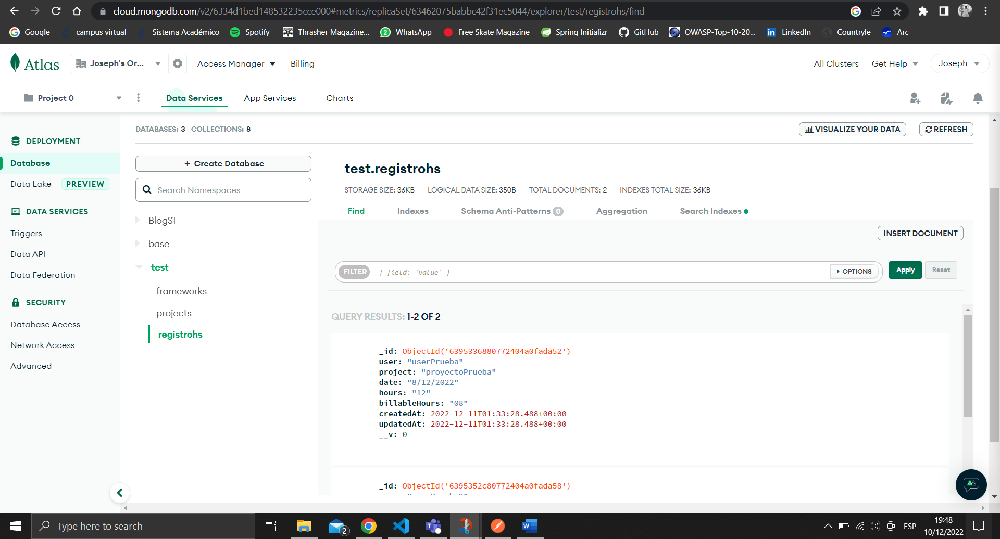 cloud.mongodb.com/v2/6334d1bed148532235cce000#metrics/replicaSet/63462075babbc42f31ec5044/explorer/test/registrohs/find
Google campus virtual Sistema Académico Spotify Thrasher Magazine... WhatsApp Free Skate Magazine Spring Initializr GitHub OWASP-Top-10-20... LinkedIn Countryle Arc
Atlas Joseph's Or... Access Manager Billing All Clusters Get Help Joseph
Project 0 Data Services App Services Charts
DATABASES: 3 COLLECTIONS: 8 VISUALIZE YOUR DATA REFRESH
DEPLOYMENT
Database
Data Lake PREVIEW
DATA SERVICES
Triggers
Data API
Data Federation
SECURITY
Database Access
Network Access
Advanced
+ Create Database
Search Namespaces
BlogS1
base
test
frameworks
projects
registrohs
test.registrohs
STORAGE SIZE: 36KB LOGICAL DATA SIZE: 350B TOTAL DOCUMENTS: 2 INDEXES TOTAL SIZE: 36KB
Find Indexes Schema Anti-Patterns 0 Aggregation Search Indexes
INSERT DOCUMENT
FILTER { field: 'value' } OPTIONS Apply Reset
QUERY RESULTS: 1-2 OF 2
_id: ObjectId('6395336880772404a0fada52')
user: "userPrueba"
project: "proyectoPrueba"
date: "8/12/2022"
hours: "12"
billableHours: "08"
createdAt: 2022-12-11T01:33:28.488+00:00
updatedAt: 2022-12-11T01:33:28.488+00:00
__v: 0
_id: ObjectId('6395352c80772404a0fada58')
Type here to search 2 ESP 19:48
10/12/2022